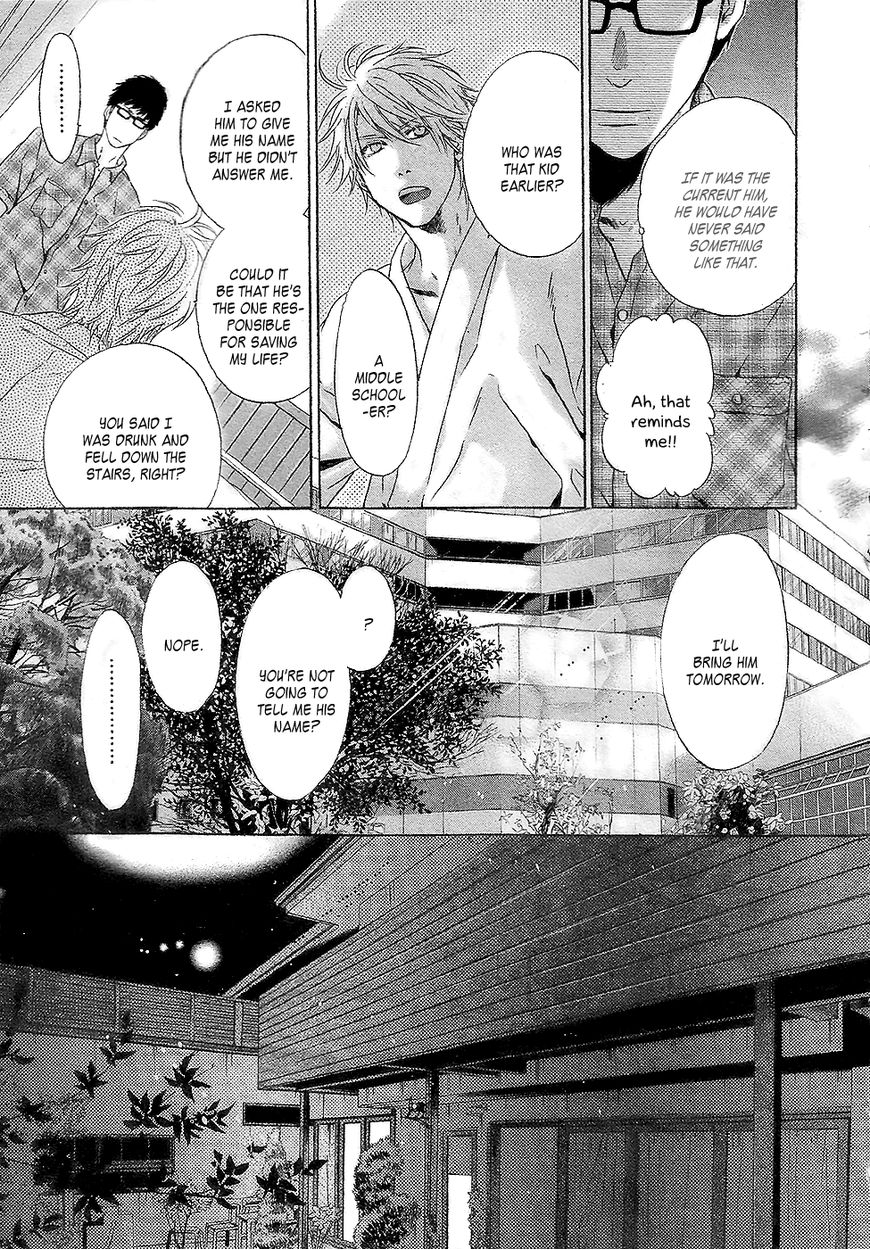 IF IT WAS THE
CURRENT HIM,
HE WOULD HAVE
NEVER SAID
SOMETHING
LIKE THAT.
Ah, that
reminds
me!!
WHO WAS
THAT KID
EARLIER?
A
MIDDLE
SCHOOL
-ER?
I ASKED
HIM TO GIVE
ME HIS NAME
BUT HE DIDN'T
ANSWER ME.
COULD IT
BE THAT HE'S
THE ONE RES-
PONSIBLE
FOR SAVING
MY LIFE?
YOU SAID I
WAS DRUNK AND
FELL DOWN THE
STAIRS, RIGHT?
.........
I'LL
BRING HIM
TOMORROW.
?
YOU'RE NOT
GOING TO
TELL ME HIS
NAME?
NOPE.
............